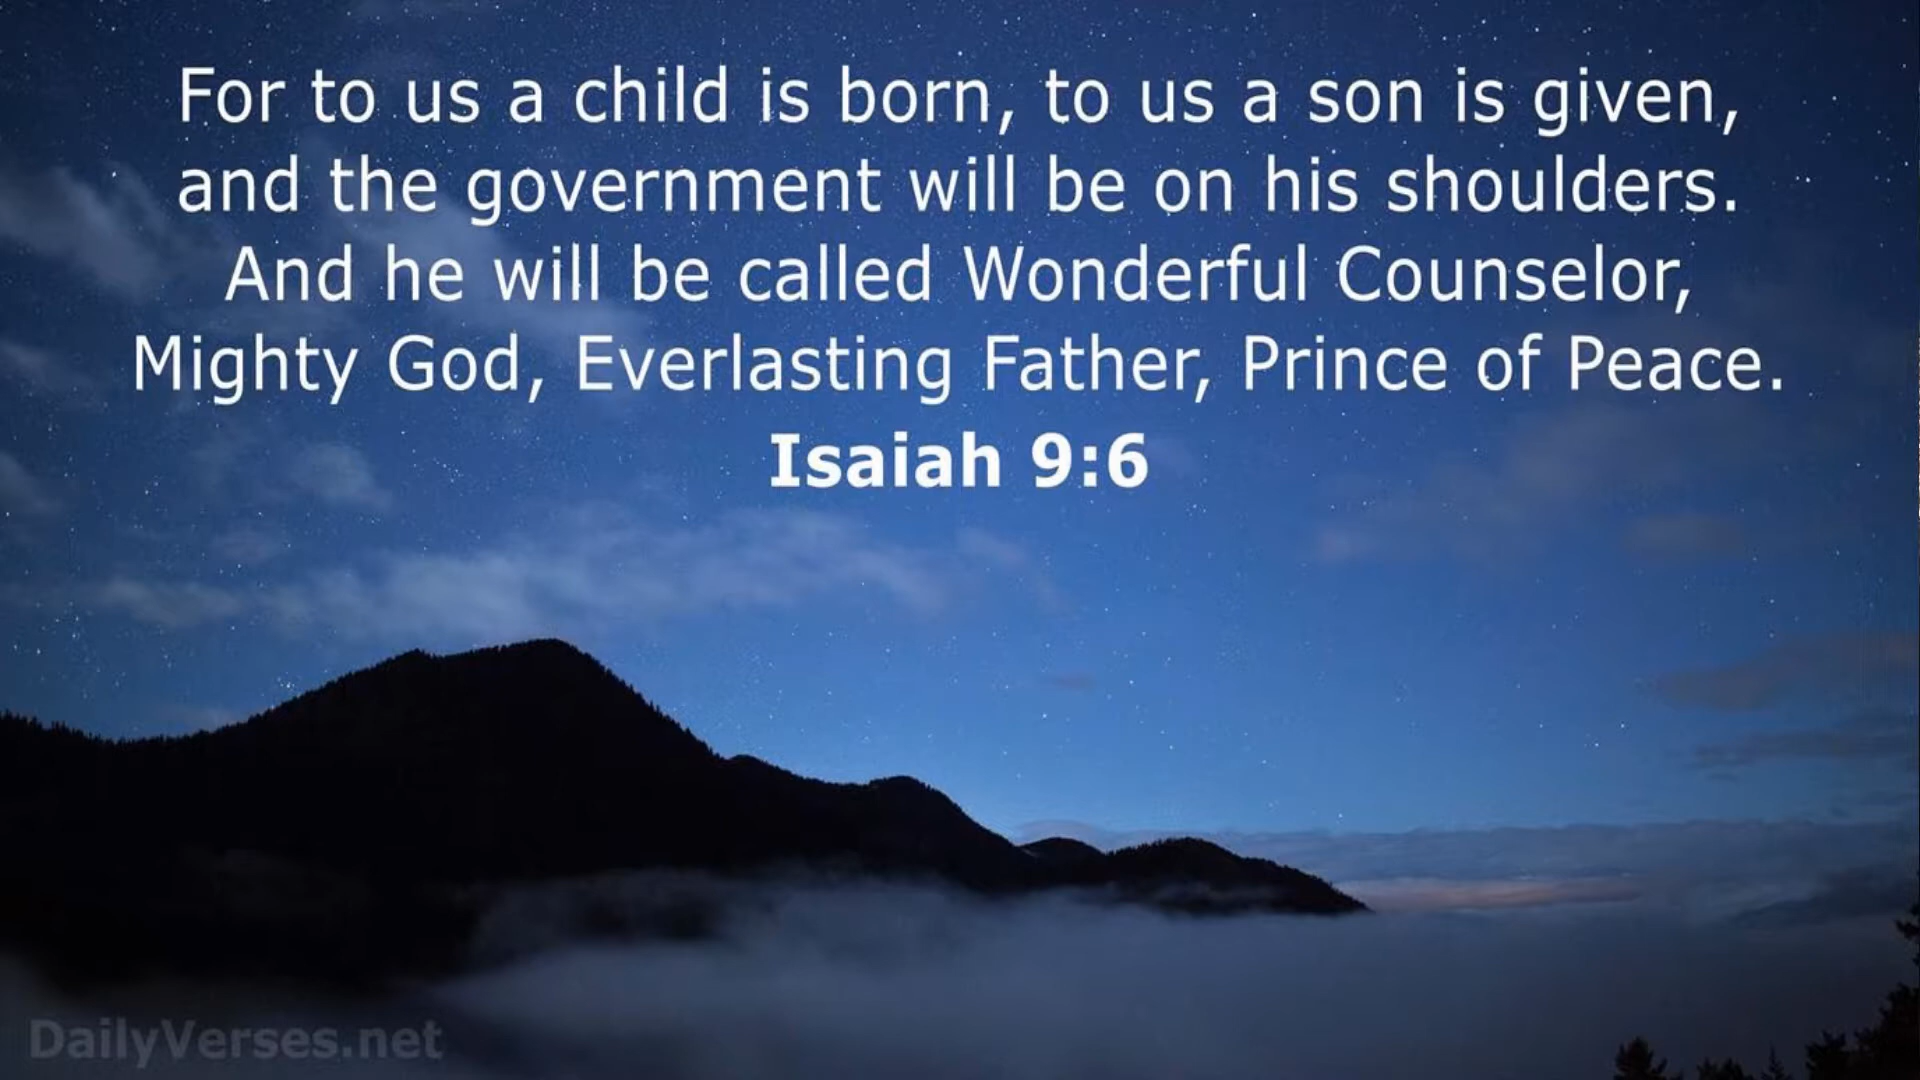 For to us a child is born, to us a son is given,
and the government will be on his shoulders.
And he will be called Wonderful Counselor,
Mighty God, Everlasting Father, Prince of Peace.
Isaiah 9:6
DailyVerses.net